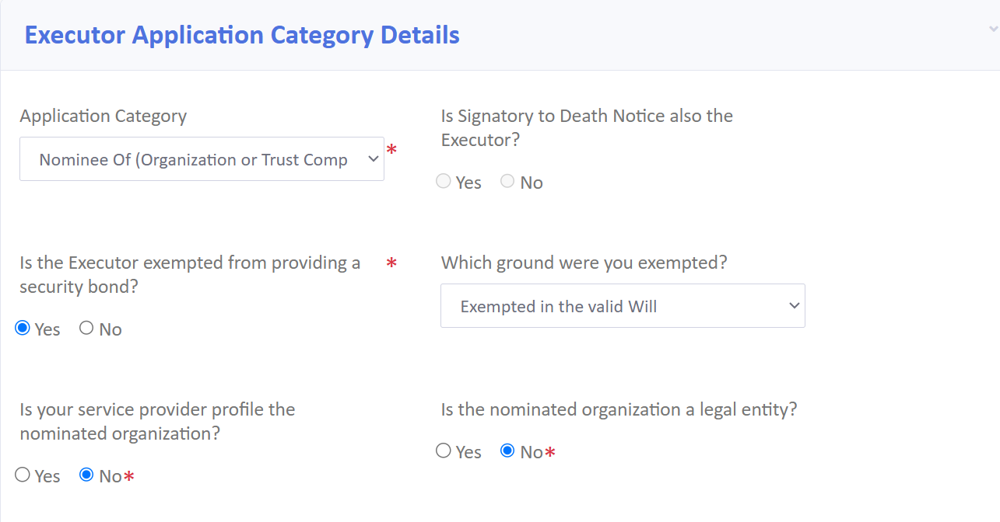 Executor Application Category Details
Application Category
Nominee Of (Organization or Trust Comp
*
Is Signatory to Death Notice also the
Executor?
Yes No
Is the Executor exempted from providing a *
security bond?
Yes No
Which ground were you exempted?
Exempted in the valid Will
Is your service provider profile the
nominated organization?
Yes No*
Is the nominated organization a legal entity?
Yes No*